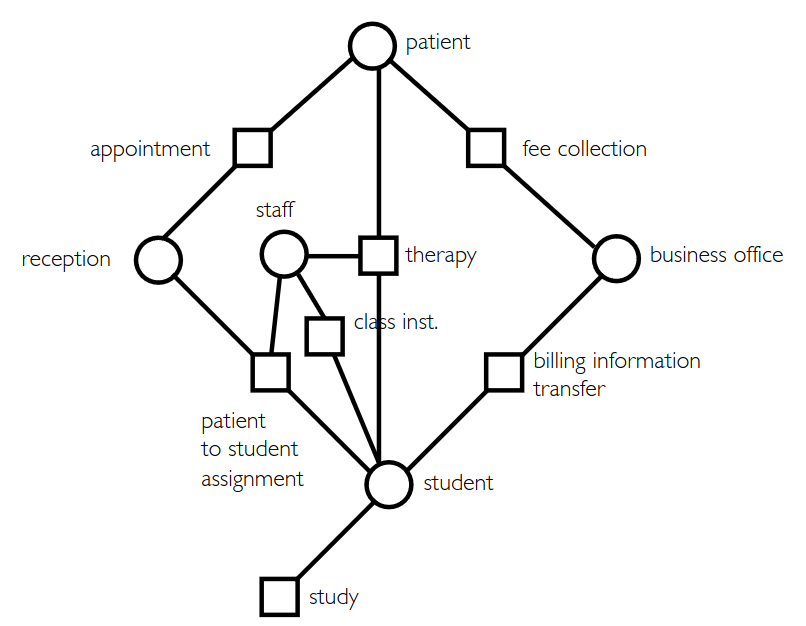 patient
appointment
fee collection
staff
reception
therapy
business office
class inst.
billing information
transfer
patient
to student
assignment
student
study